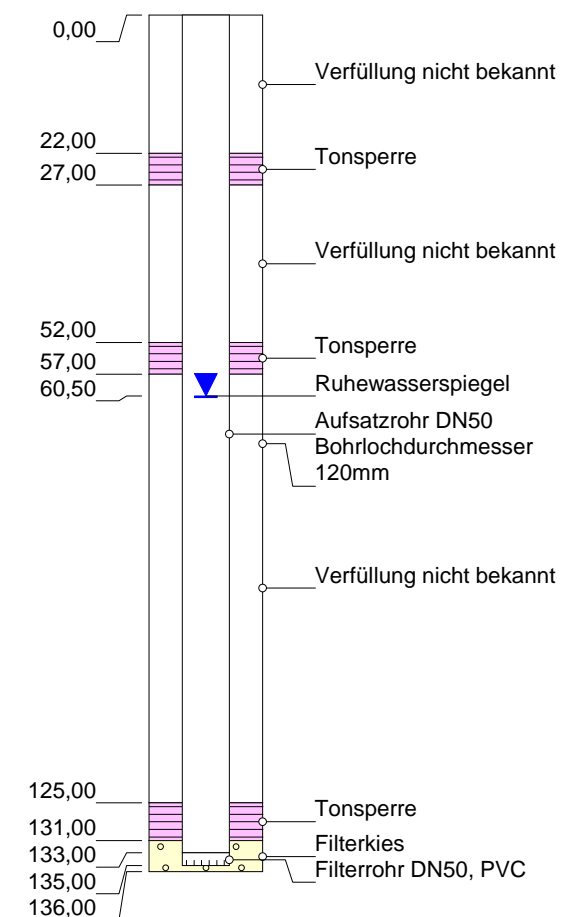 0,00
Verfüllung nicht bekannt
22,00
Tonsperre
27,00
Verfüllung nicht bekannt
52,00
Tonsperre
57,00
Ruhewasserspiegel
60,50
Aufsatzrohr DN50
Bohrlochdurchmesser
120mm
Verfüllung nicht bekannt
125,00
Tonsperre
131,00
Filterkies
133,00
Filterrohr DN50, PVC
135,00
136,00